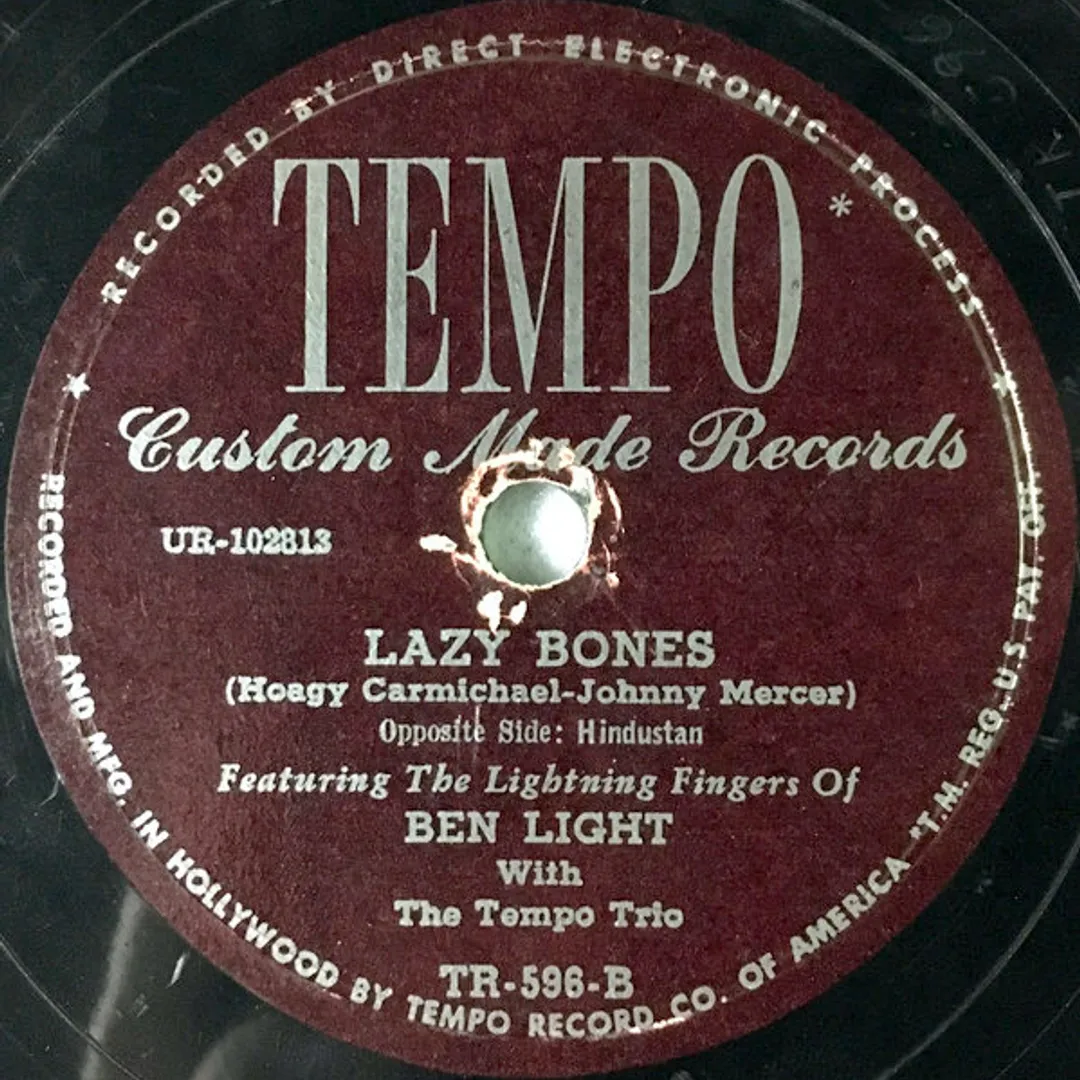 RECORDED BY DIRECT ELECTRONIC PROCESS
TEMPO*
Custom Made Records
UR-102813
LAZY BONES
(Hoagy Carmichael-Johnny Mercer)
Opposite Side: Hindustan
Featuring The Lightning Fingers Of
BEN LIGHT
With
The Tempo Trio
TR-596-B
RECORDED AND MFG. IN HOLLYWOOD BY TEMPO RECORD CO. OF AMERICA *T.M. REG. U.S. PAT. OFF.